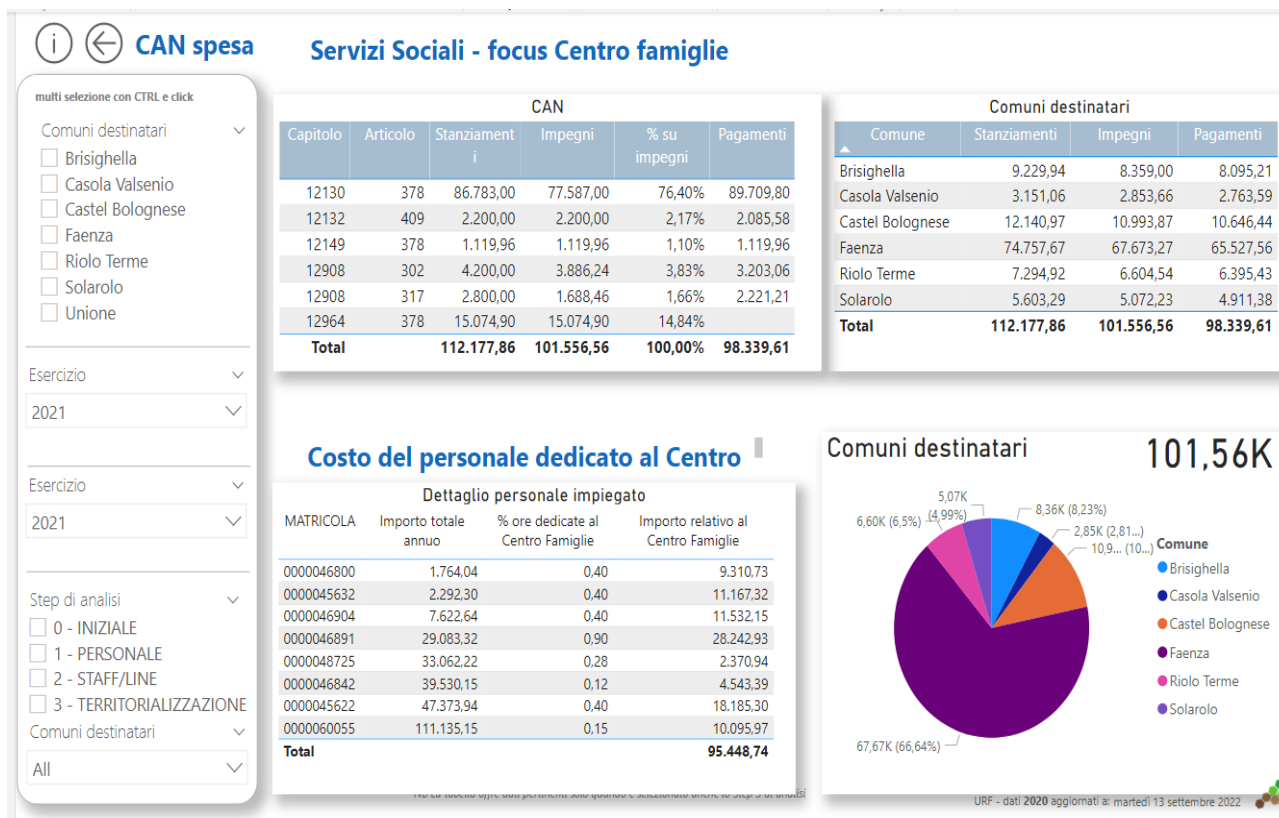 CAN spesa
Servizi Sociali - focus Centro famiglie
multi selezione con CTRL e click
Comuni destinatari
Brisighella
Casola Valsenio
Castel Bolognese
Faenza
Riolo Terme
Solarolo
Unione
Esercizio
2021
Esercizio
2021
Step di analisi
0 - INIZIALE
1 - PERSONALE
2 - STAFF/LINE
3 - TERRITORIALIZZAZIONE
Comuni destinatari
All
CAN
Capitolo Articolo Stanziament i Impegni % su impegni Pagamenti
12130 378 86.783,00 77.587,00 76,40% 89.709,80
12132 409 2.200,00 2.200,00 2,17% 2.085,58
12149 378 1.119,96 1.119,96 1,10% 1.119,96
12908 302 4.200,00 3.886,24 3,83% 3.203,06
12908 317 2.800,00 1.688,46 1,66% 2.221,21
12964 378 15.074,90 15.074,90 14,84%
Total 112.177,86 101.556,56 100,00% 98.339,61
Comuni destinatari
Comune Stanziamenti Impegni Pagamenti
Brisighella 9.229,94 8.359,00 8.095,21
Casola Valsenio 3.151,06 2.853,66 2.763,59
Castel Bolognese 12.140,97 10.993,87 10.646,44
Faenza 74.757,67 67.673,27 65.527,56
Riolo Terme 7.294,92 6.604,54 6.395,43
Solarolo 5.603,29 5.072,23 4.911,38
Total 112.177,86 101.556,56 98.339,61
Costo del personale dedicato al Centro
Dettaglio personale impiegato
MATRICOLA Importo totale annuo % ore dedicate al Centro Famiglie Importo relativo al Centro Famiglie
0000046800 1.764,04 0,40 9.310,73
0000045632 2.292,30 0,40 11.167,32
0000046904 7.622,64 0,40 11.532,15
0000046891 29.083,32 0,90 28.242,93
0000048725 33.062,22 0,28 2.370,94
0000046842 39.530,15 0,12 4.543,39
0000045622 47.373,94 0,40 18.185,30
0000060055 111.135,15 0,15 10.095,97
Total 95.448,74
Comuni destinatari
101,56K
5,07K
(4,99%)
8,36K (8,23%)
6,60K (6,5%)
2,85K (2,81...)
10,9... (10...)
67,67K (66,64%)
Comune
Brisighella
Casola Valsenio
Castel Bolognese
Faenza
Riolo Terme
Solarolo
URF - dati 2020 aggiornati a: martedì 13 settembre 2022